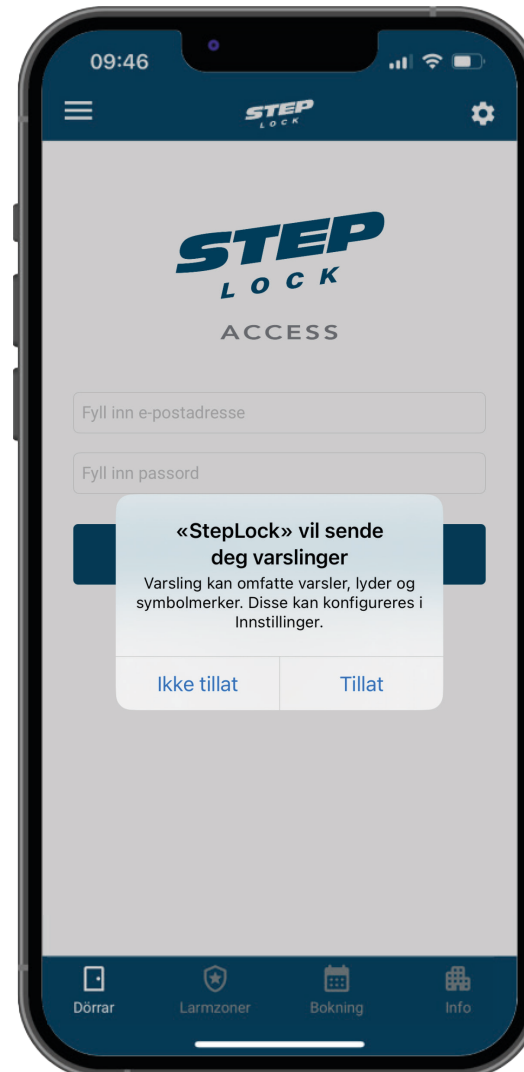 09:46
STEP
LOCK
STEP
LOCK
ACCESS
Fyll inn e-postadresse
Fyll inn passord
«StepLock» vil sende
deg varslinger
Varsling kan omfatte varsler, lyder og
symbolmerker. Disse kan konfigureres i
Innstillinger.
Ikke tillat Tillat
Dörrar Larmzoner Bokning Info